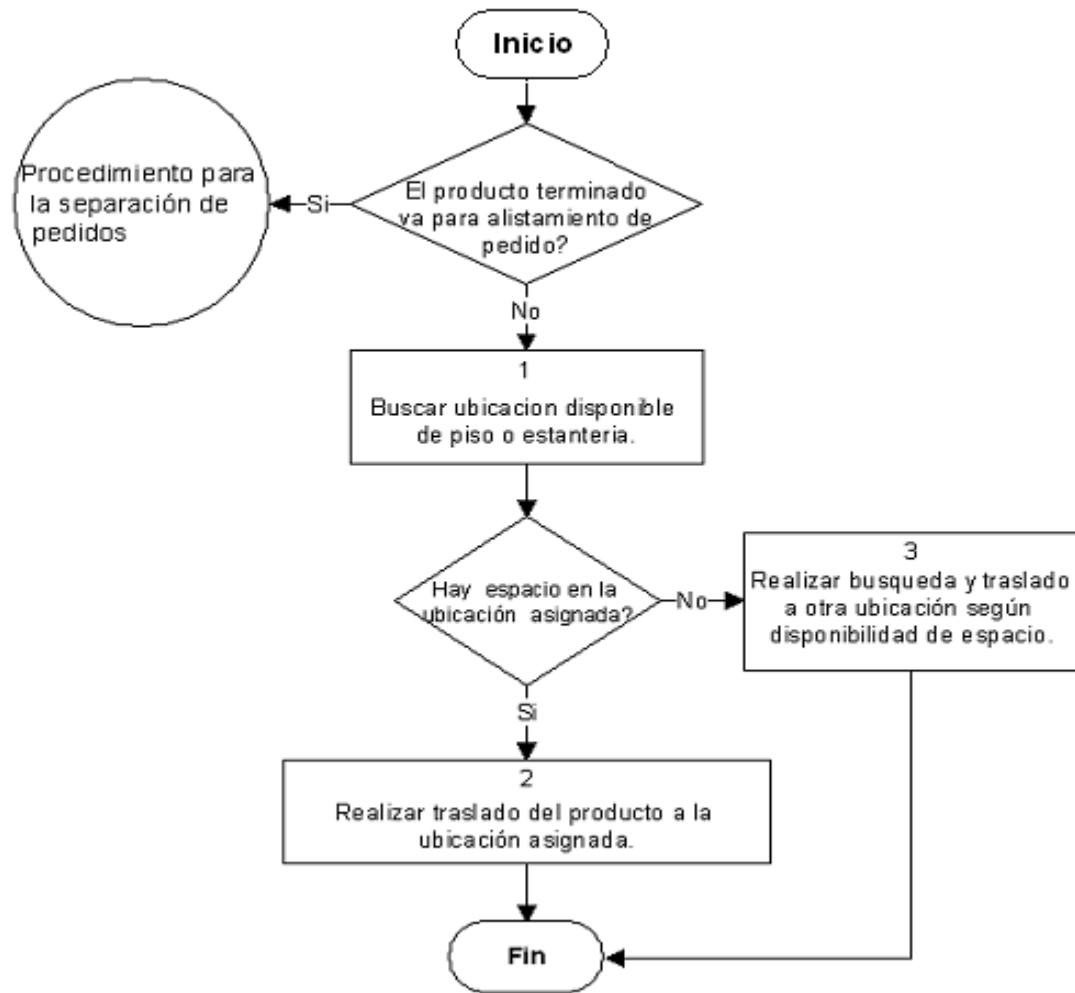 Inicio
El producto terminado
va para alistamiento de
pedido?
Si
Procedimiento para
la separación de
pedidos
No
1
Buscar ubicacion disponible
de piso o estanteria.
Hay espacio en la
ubicación asignada?
No
3
Realizar busqueda y traslado
a otra ubicación según
disponibilidad de espacio.
Si
2
Realizar traslado del producto a la
ubicación asignada.
Fin